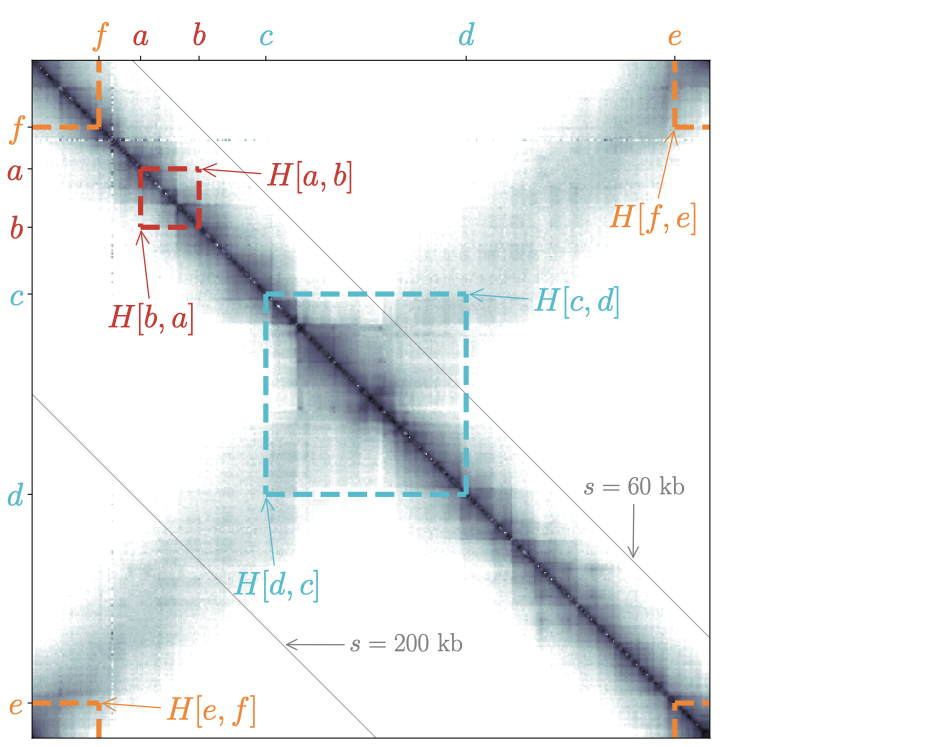 f a b c d e
f
a
H[a, b]
H[f, e]
b
c
H[c, d]
H[b, a]
s = 60 kb
d
H[d, c]
s = 200 kb
e
H[e, f]